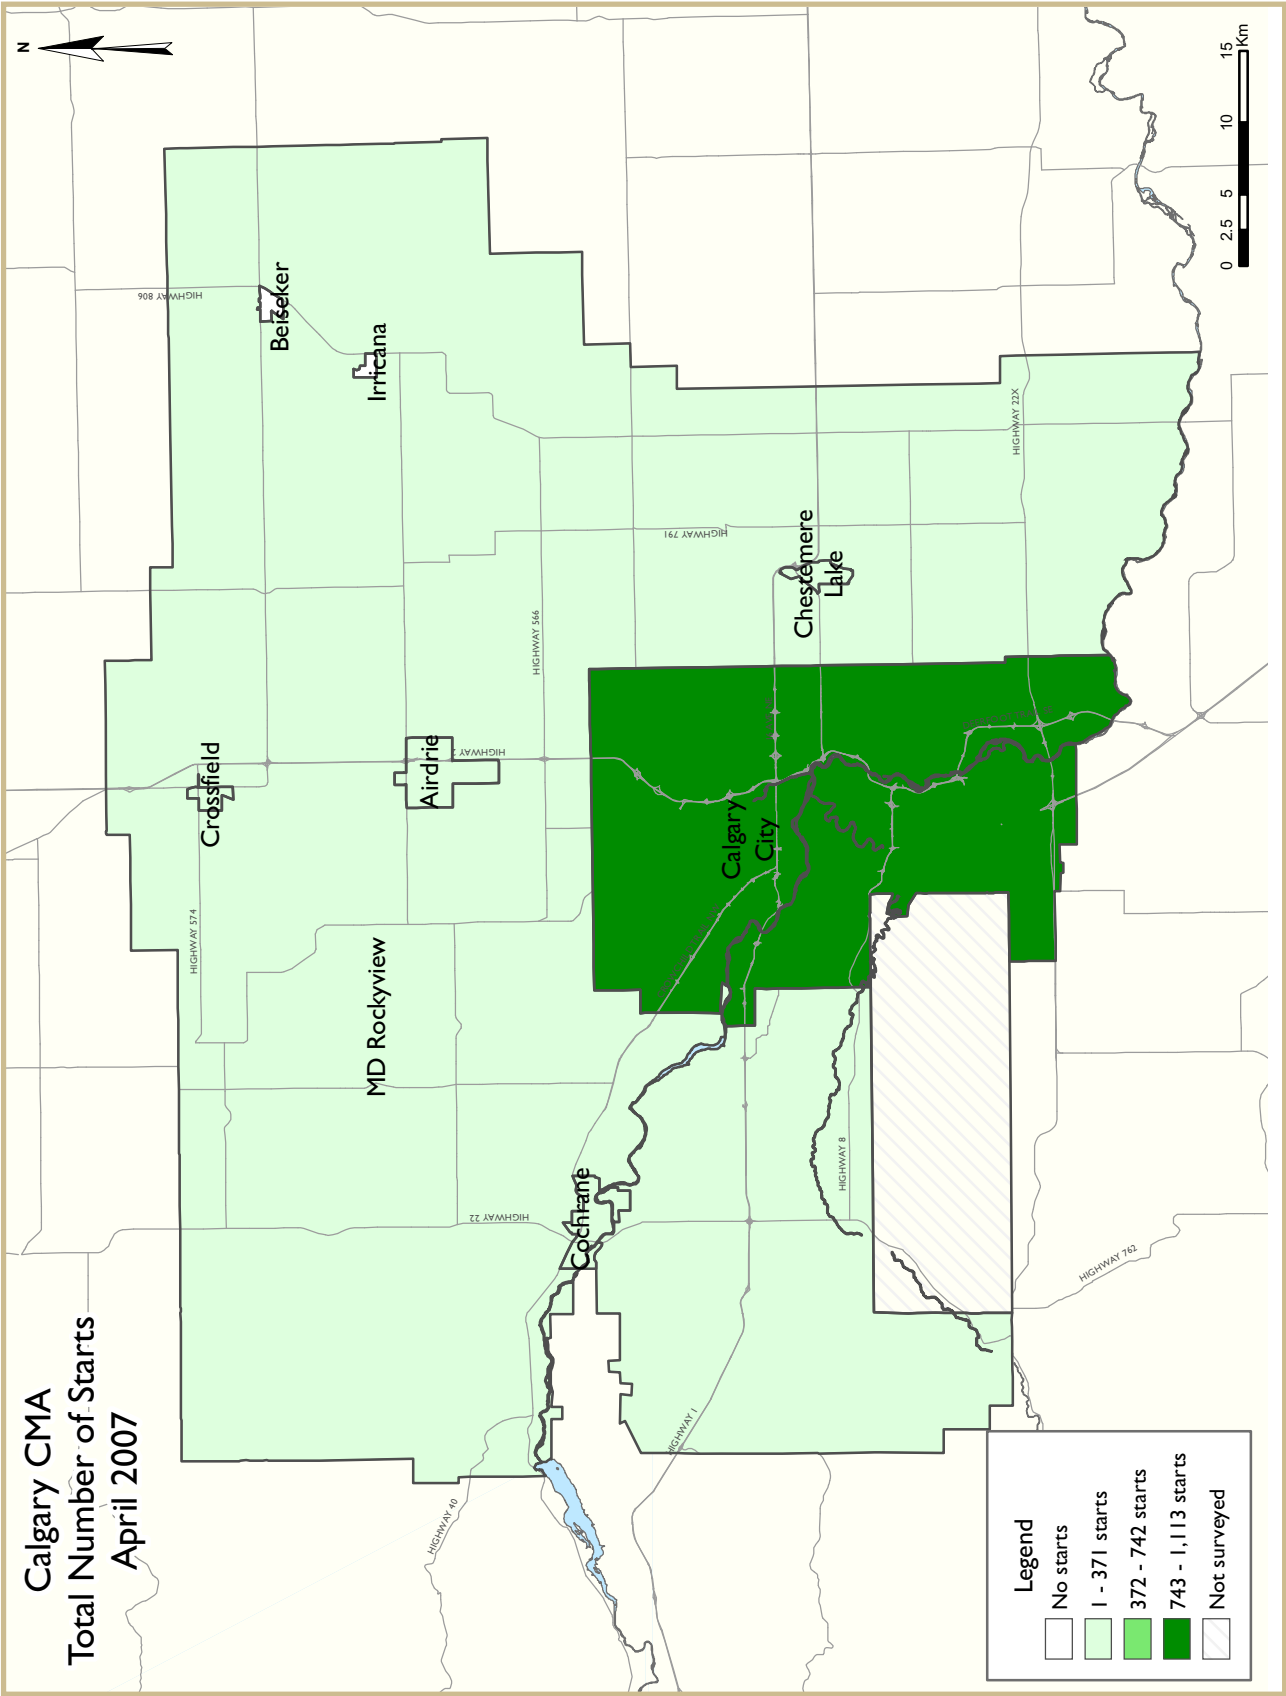 Calgary CMA
Total Number of Starts
April 2007
N
HIGHWAY 574
Crossfield
HIGHWAY 806
Beiseker
Irricana
MD Rockyview
Airdrie
HIGHWAY 2
HIGHWAY 566
HIGHWAY 22
HIGHWAY 40
Cochrane
HIGHWAY 791
Calgary
City
Chestemere
Lake
HIGHWAY 1
HIGHWAY 8
HIGHWAY 22X
HIGHWAY 762
Legend
No starts
1 - 371 starts
372 - 742 starts
743 - 1,113 starts
Not surveyed
0 2.5 5 10 15
Km